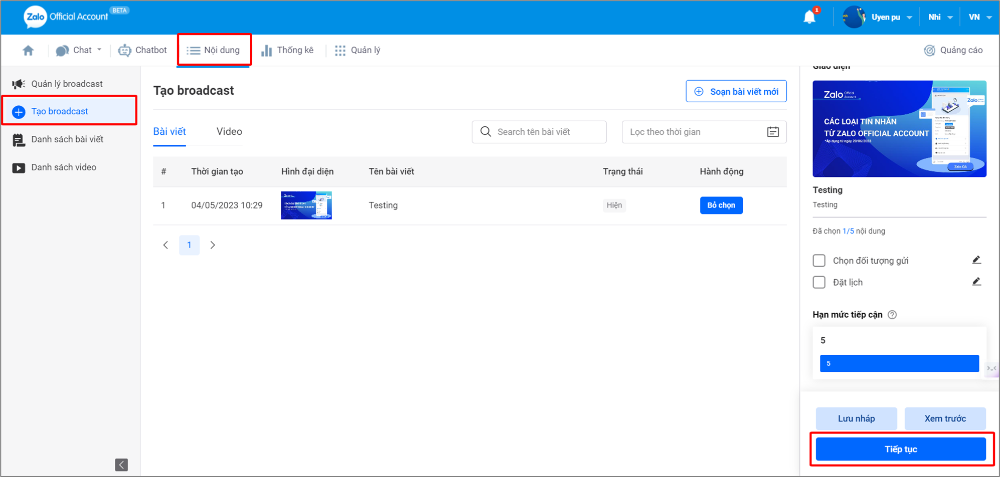 Zalo Official Account BETA
1
Uyen pu
Nhi
VN
Chat
Chatbot
Nội dung
Thống kê
Quản lý
Quảng cáo
Quản lý broadcast
Tạo broadcast
Danh sách bài viết
Danh sách video
Tạo broadcast
Soạn bài viết mới
Bài viết
Video
Search tên bài viết
Lọc theo thời gian
# Thời gian tạo Hình đại diện Tên bài viết Trạng thái Hành động
1 04/05/2023 10:29 Testing Hiện Bỏ chọn
1
Giao diện
Zalo Official Account
CÁC LOẠI TIN NHẮN
TỪ ZALO OFFICIAL ACCOUNT
*Áp dụng từ ngày 20/06/2023
Zalo OA
Testing
Testing
Đã chọn 1/5 nội dung
Chọn đối tượng gửi
Đặt lịch
Hạn mức tiếp cận
5
5
Lưu nháp
Xem trước
Tiếp tục